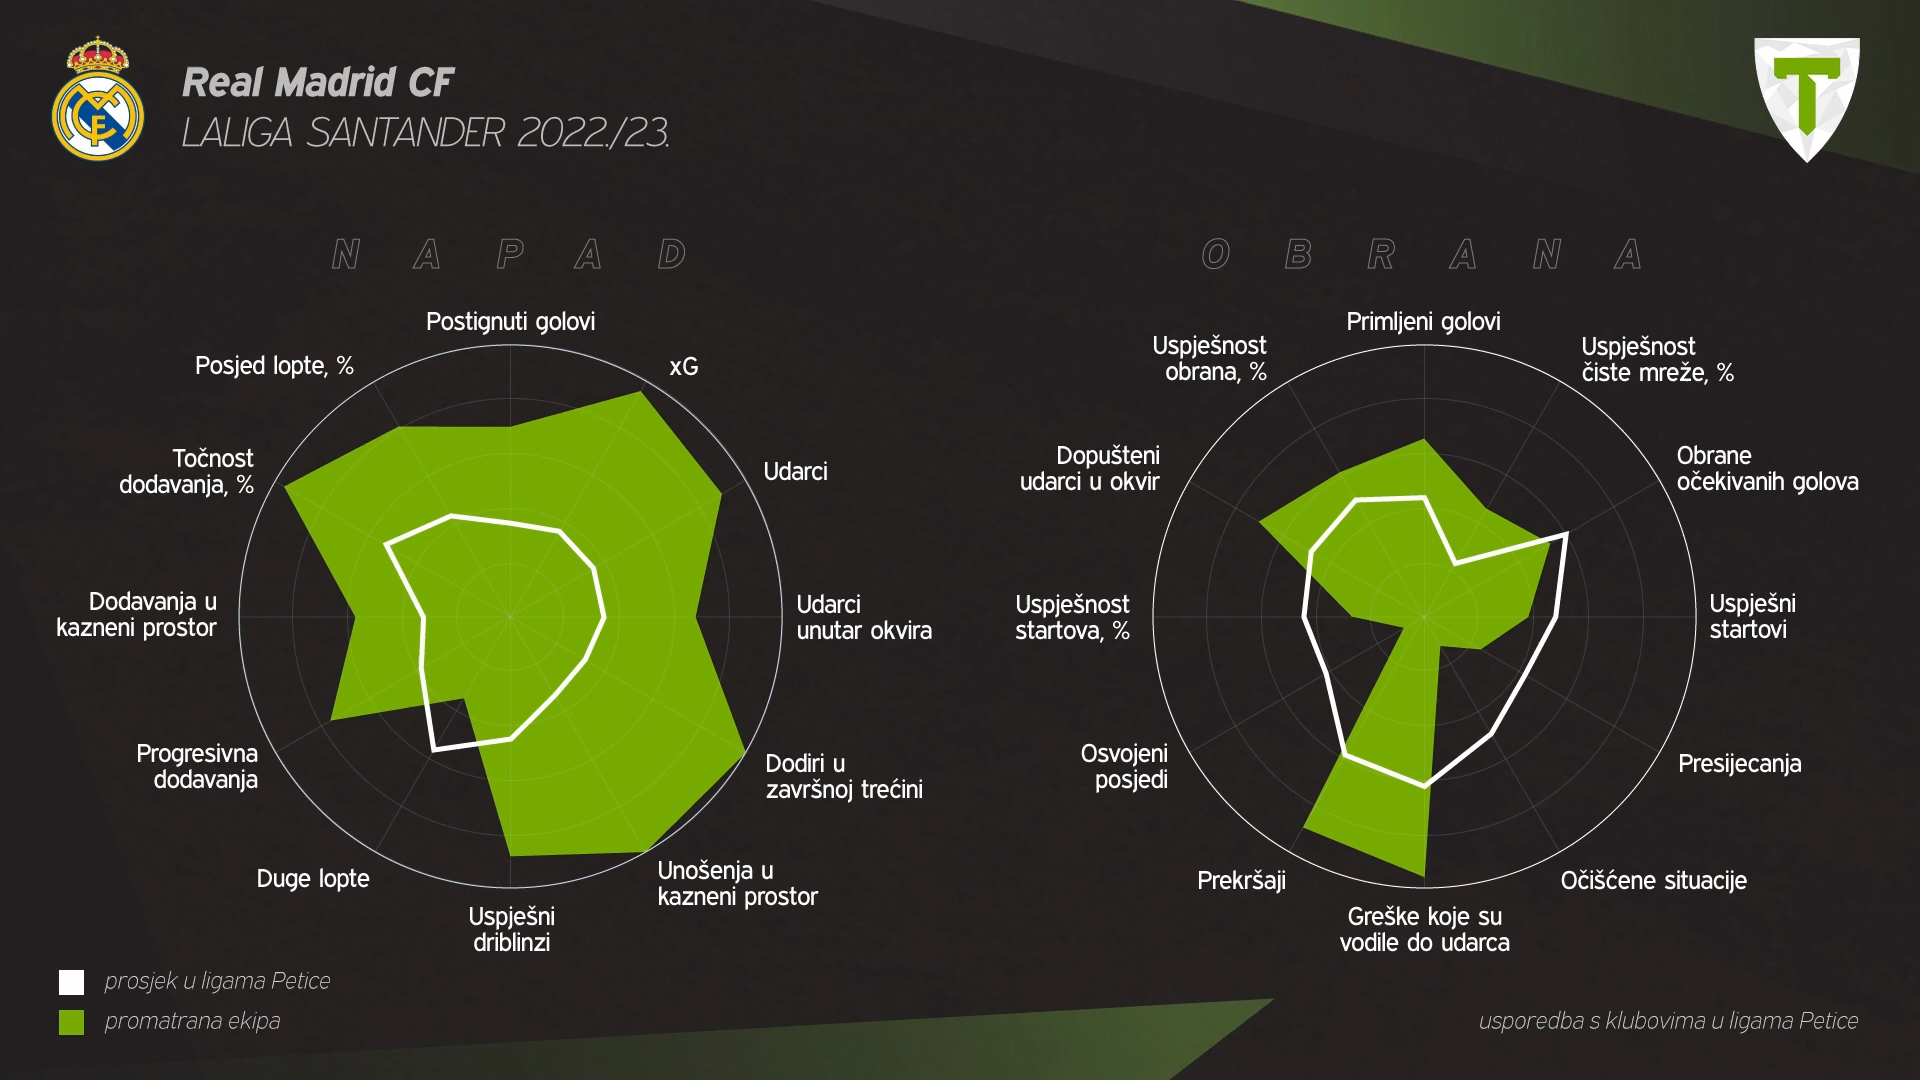 Real Madrid CF
LALIGA SANTANDER 2022./23.
T
NAPAD
Postignuti golovi
xG
Udarci
Udarci
unutar okvira
Dodiri u
završnoj trećini
Unošenja u
kazneni prostor
Uspješni
driblinzi
Duge lopte
Progresivna
dodavanja
Dodavanja u
kazneni prostor
Točnost
dodavanja, %
Posjed lopte, %
OBRANA
Primljeni golovi
Uspješnost
čiste mreže, %
Obrane
očekivanih golova
Uspješni
startovi
Presijecanja
Očišćene situacije
Greške koje su
vodile do udarca
Prekršaji
Osvojeni
posjedi
Uspješnost
startova, %
Dopušteni
udarci u okvir
Uspješnost
obrana, %
prosjek u ligama Petice
promatrana ekipa
usporedba s klubovima u ligama Petice